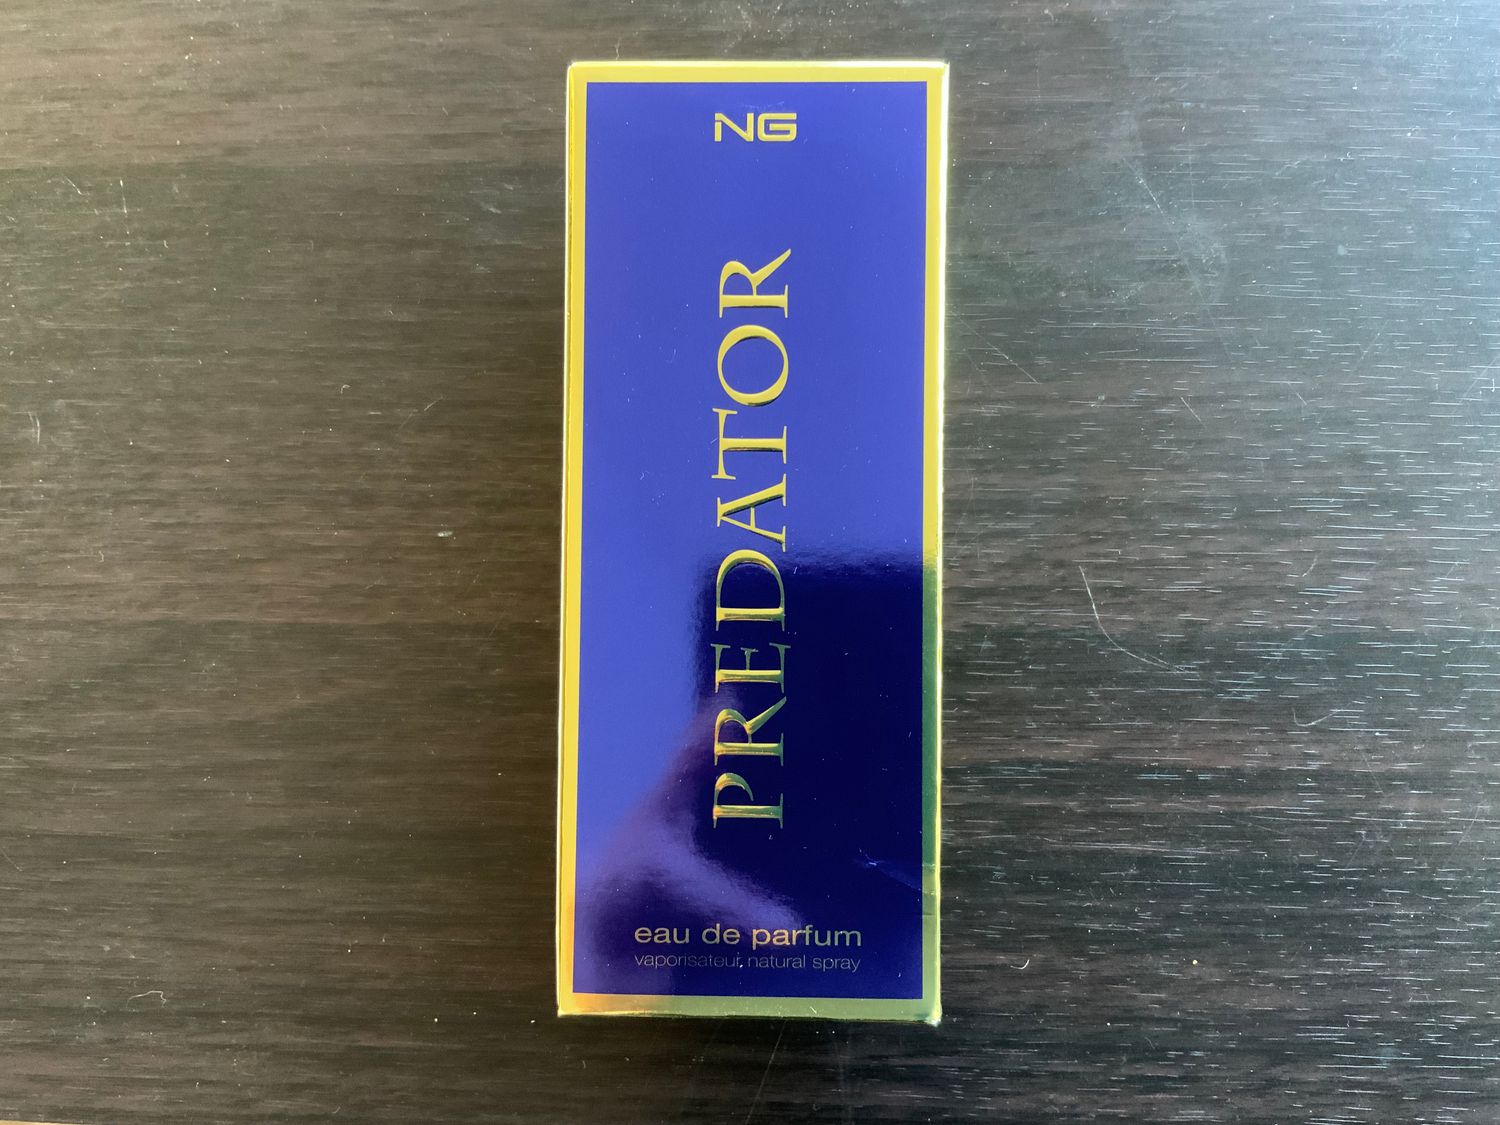 NG
PREDATOR
eau de parfum
vaporisateur natural spray